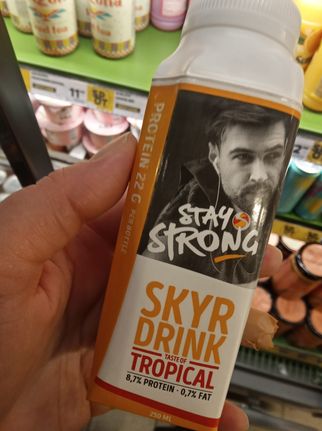 PROTEIN 22 G PER BOTTLE
STAY
STRONG
SKYR
DRINK
TASTE OF
TROPICAL
8,7% PROTEIN - 0,7% FAT
250 ML
11